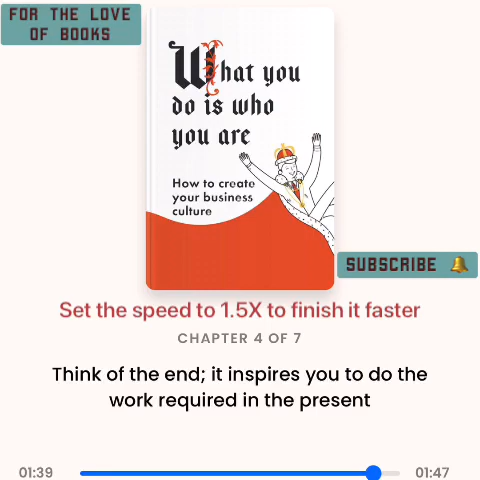 FOR THE LOVE
OF BOOKS
What you
do is who
you are
How to create
your business
culture
SUBSCRIBE 🔔
Set the speed to 1.5X to finish it faster
CHAPTER 4 OF 7
Think of the end; it inspires you to do the
work required in the present
01:39
01:47